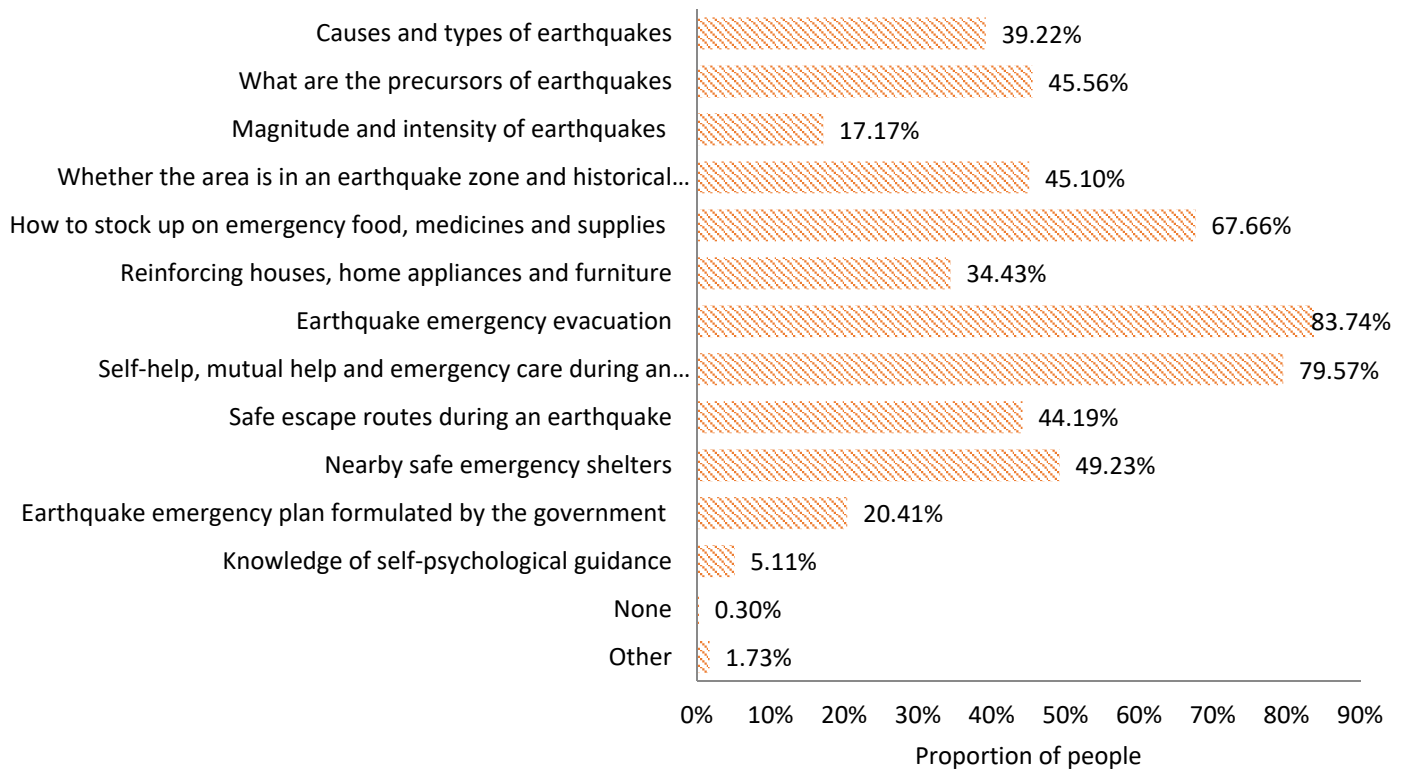 Causes and types of earthquakes 39.22%
What are the precursors of earthquakes 45.56%
Magnitude and intensity of earthquakes 17.17%
Whether the area is in an earthquake zone and historical... 45.10%
How to stock up on emergency food, medicines and supplies 67.66%
Reinforcing houses, home appliances and furniture 34.43%
Earthquake emergency evacuation 83.74%
Self-help, mutual help and emergency care during an... 79.57%
Safe escape routes during an earthquake 44.19%
Nearby safe emergency shelters 49.23%
Earthquake emergency plan formulated by the government 20.41%
Knowledge of self-psychological guidance 5.11%
None 0.30%
Other 1.73%
0% 10% 20% 30% 40% 50% 60% 70% 80% 90%
Proportion of people